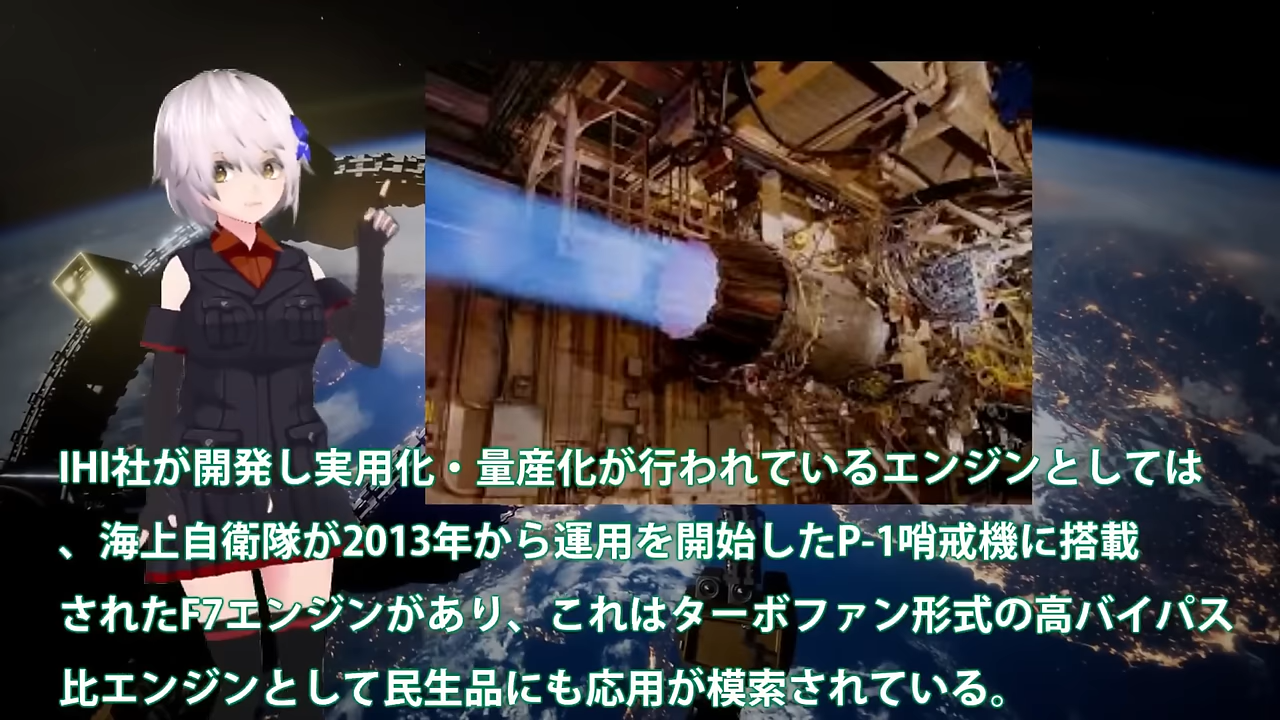 IHI社が開発し実用化・量産化が行われているエンジンとしては
、海上自衛隊が2013年から運用を開始したP-1哨戒機に搭載
されたF7エンジンがあり、これはターボファン形式の高バイパス
比エンジンとして民生品にも応用が模索されている。